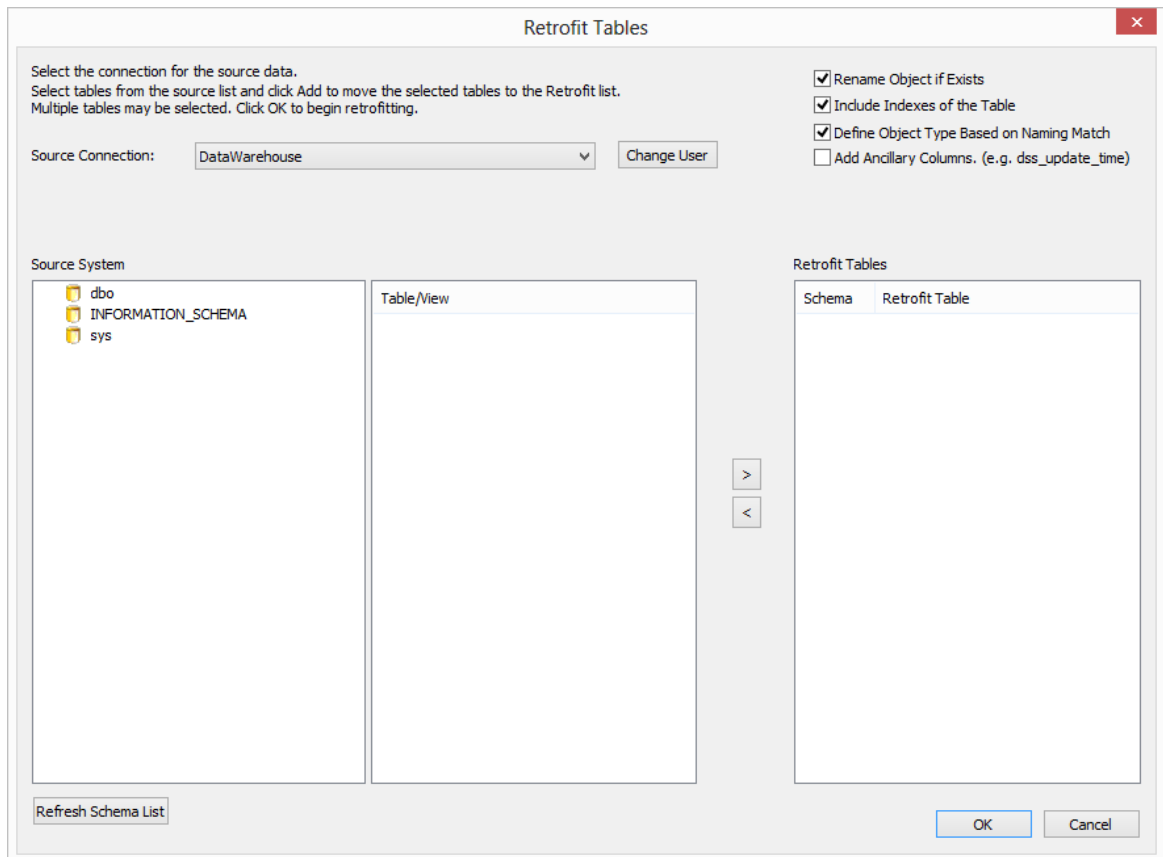 Retrofit Tables
Select the connection for the source data.
Select tables from the source list and click Add to move the selected tables to the Retrofit list.
Multiple tables may be selected. Click OK to begin retrofitting.
Rename Object if Exists
Include Indexes of the Table
Define Object Type Based on Naming Match
Add Ancillary Columns. (e.g. dss_update_time)
Source Connection: DataWarehouse Change User
Source System
dbo
INFORMATION_SCHEMA
sys
Table/View
>
<
Retrofit Tables
Schema Retrofit Table
Refresh Schema List
OK Cancel